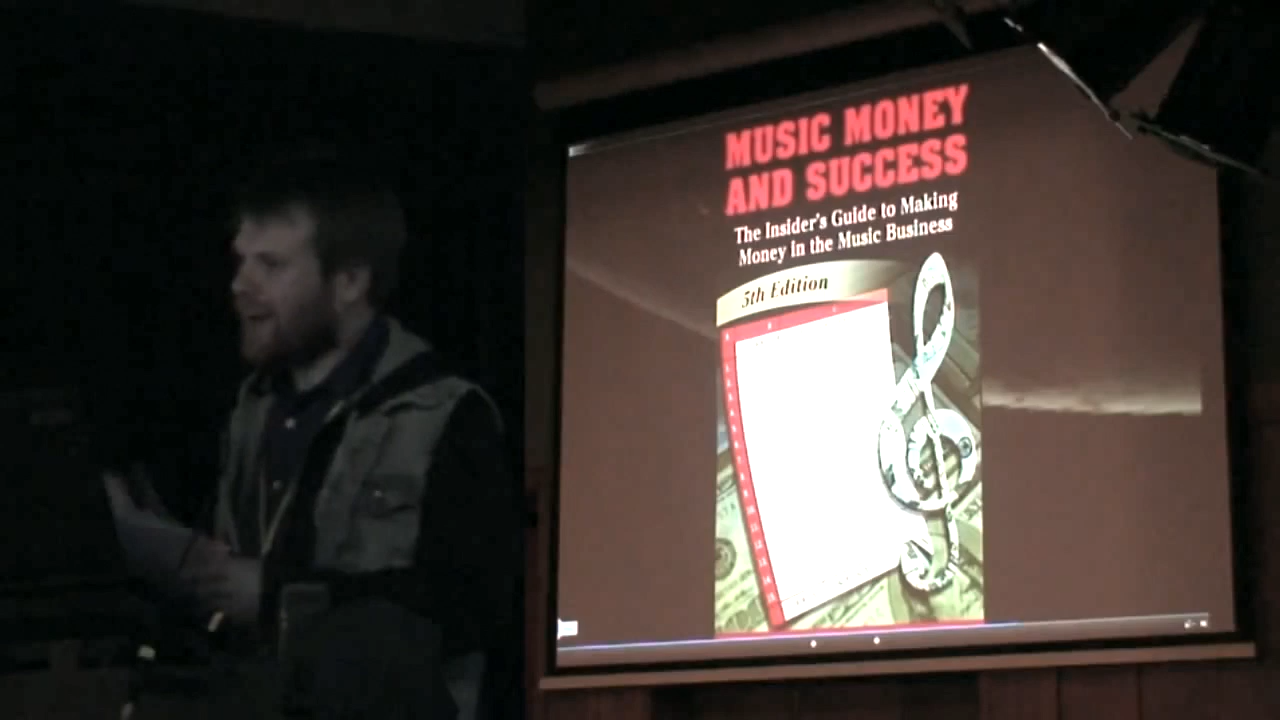 MUSIC MONEY
AND SUCCESS
The Insider's Guide to Making
Money in the Music Business
5th Edition